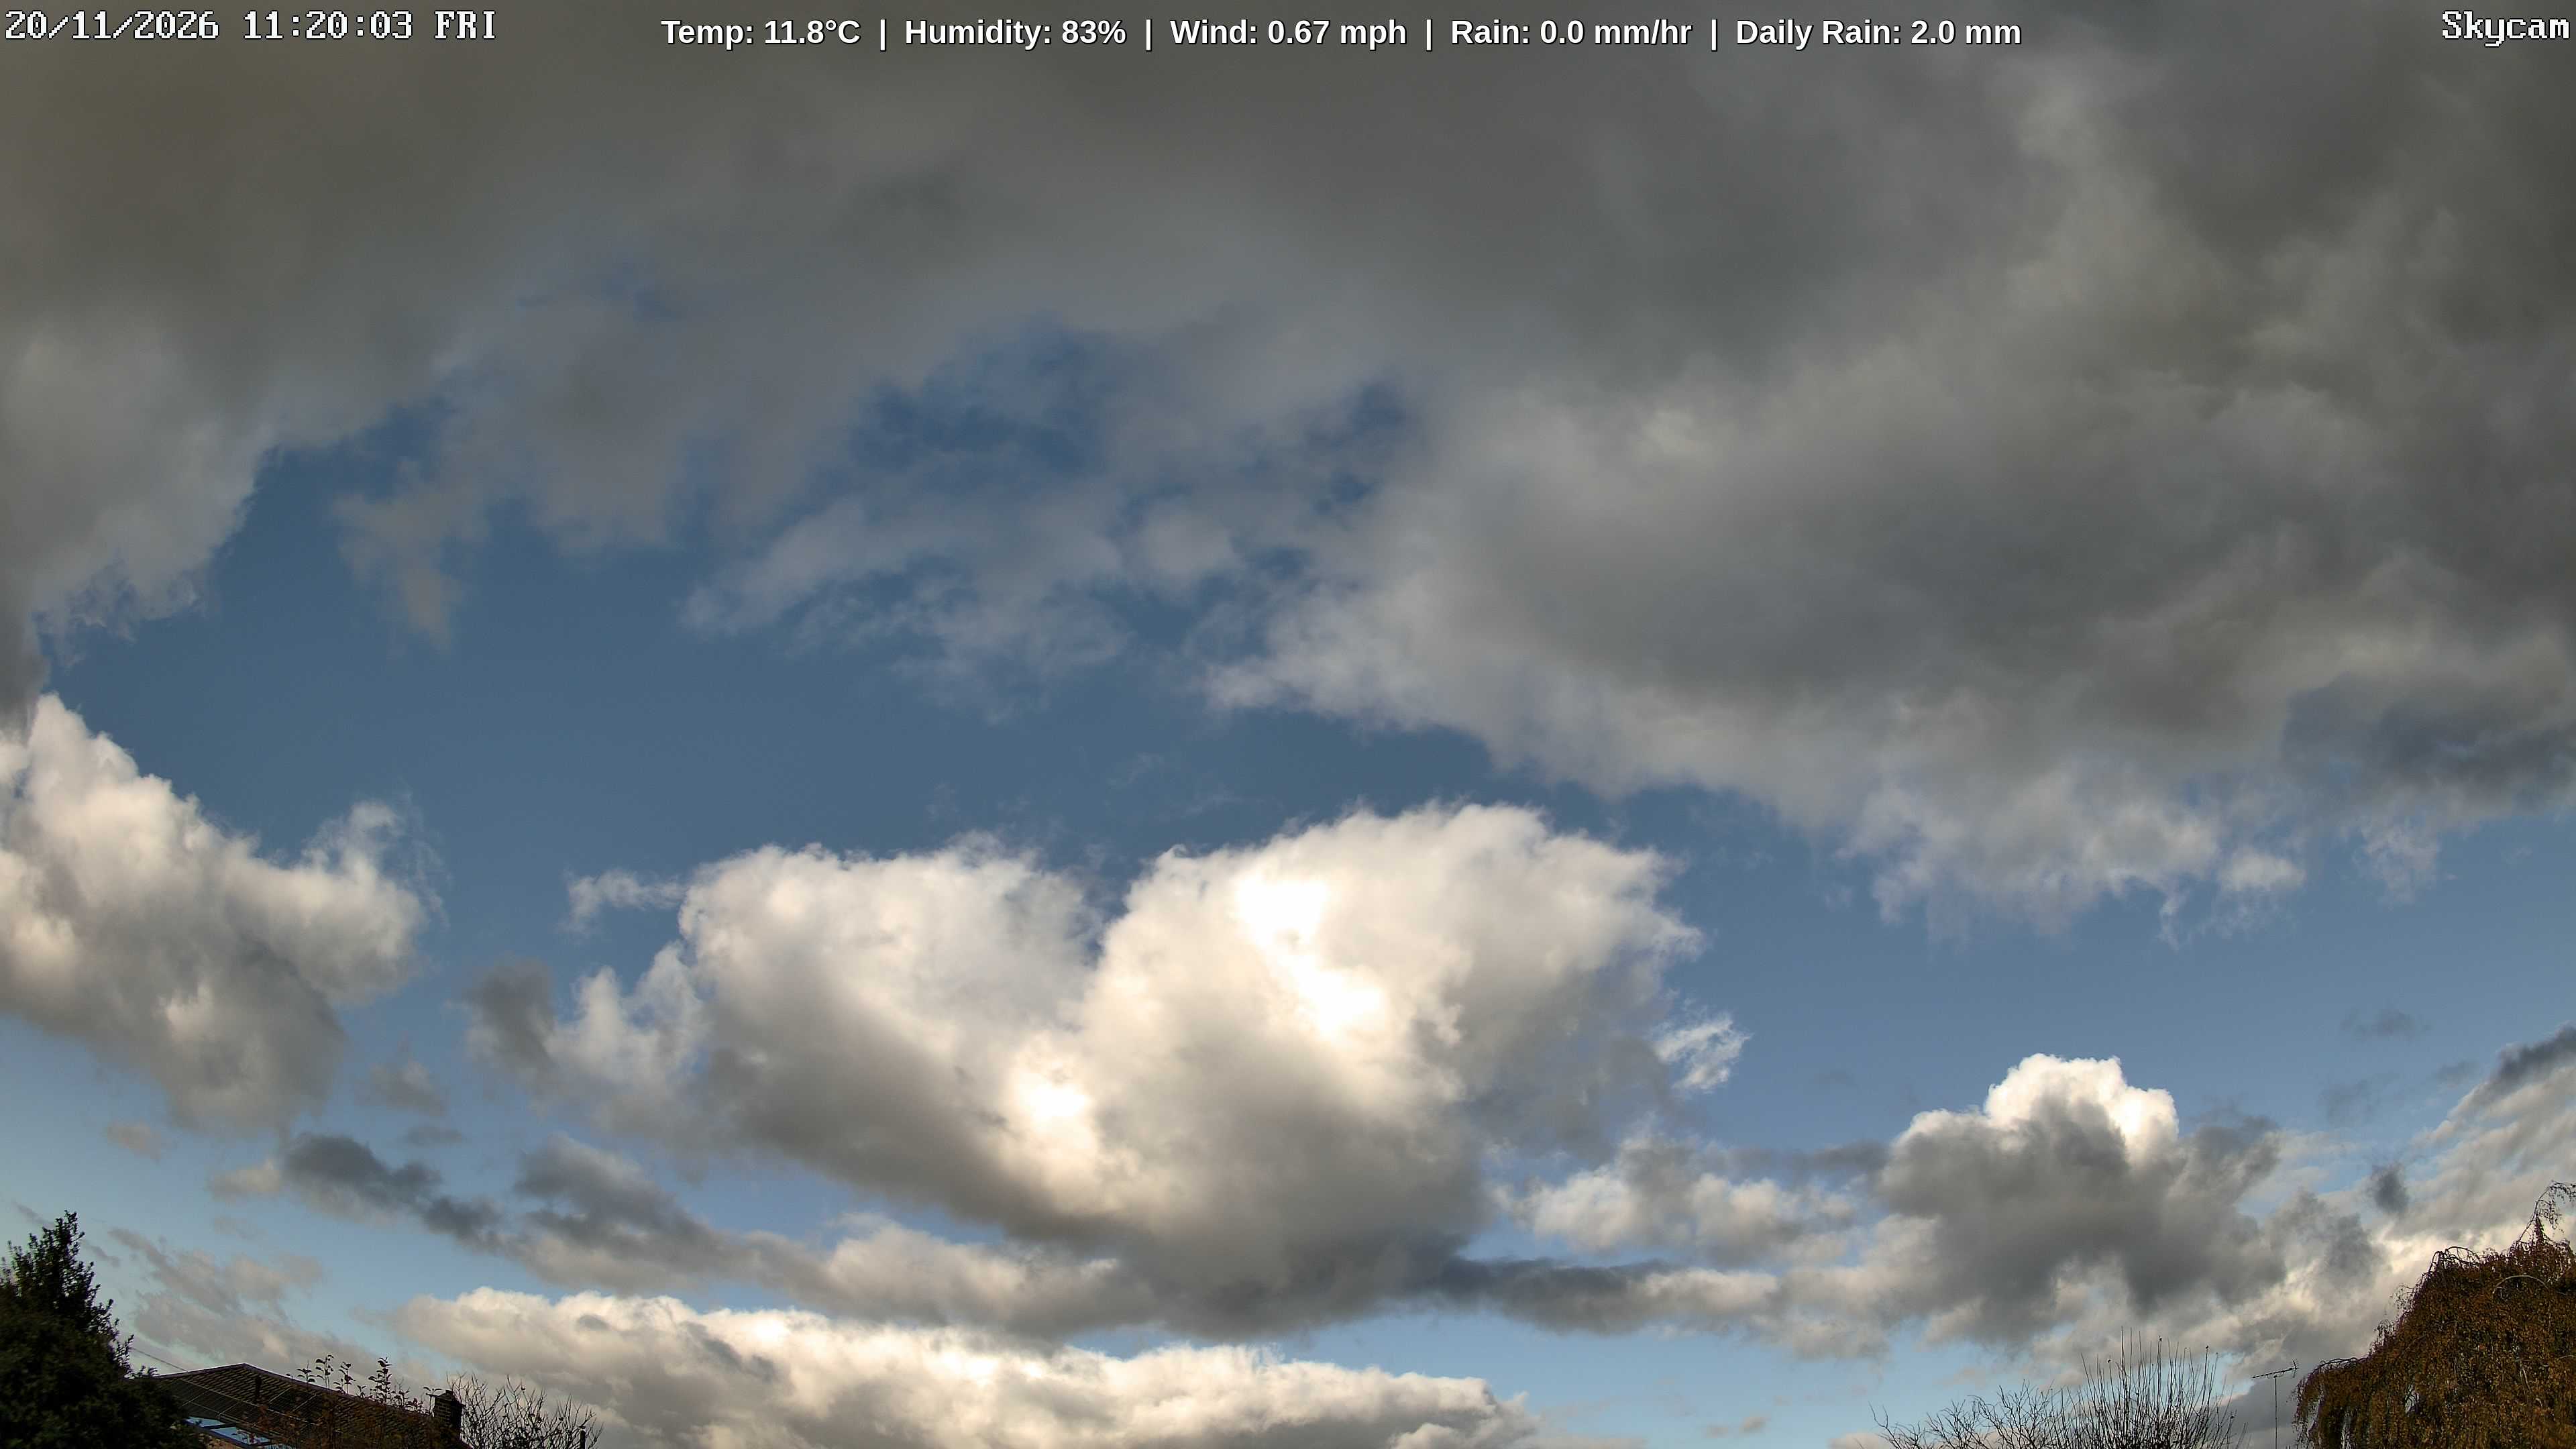 20/11/2026 11:20:03 FRI
Temp: 11.8°C | Humidity: 83% | Wind: 0.67 mph | Rain: 0.0 mm/hr | Daily Rain: 2.0 mm
Skycam